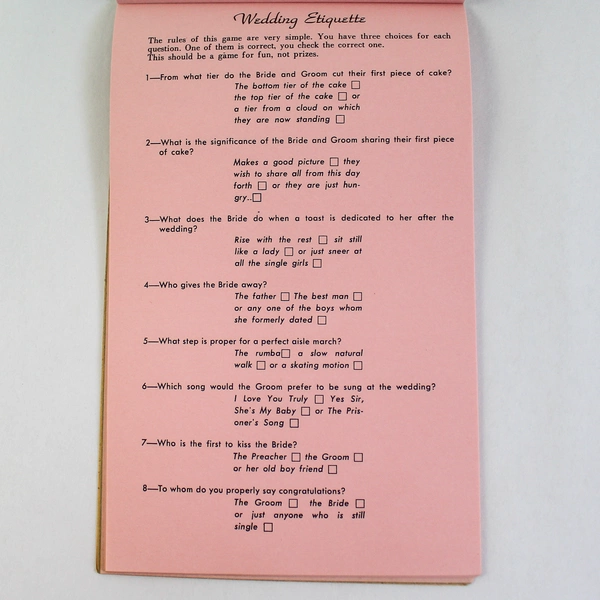 Wedding Etiquette
The rules of this game are very simple. You have three choices for each
question. One of them is correct, you check the correct one.
This should be a game for fun, not prizes.
1—From what tier do the Bride and Groom cut their first piece of cake?
The bottom tier of the cake □
the top tier of the cake □ or
a tier from a cloud on which
they are now standing □
2—What is the significance of the Bride and Groom sharing their first piece
of cake?
Makes a good picture □ they
wish to share all from this day
forth □ or they are just hun-
gry..□
3—What does the Bride do when a toast is dedicated to her after the
wedding?
Rise with the rest □ sit still
like a lady □ or just sneer at
all the single girls □
4—Who gives the Bride away?
The father □ The best man □
or any one of the boys whom
she formerly dated □
5—What step is proper for a perfect aisle march?
The rumba□ a slow natural
walk □ or a skating motion □
6—Which song would the Groom prefer to be sung at the wedding?
I Love You Truly □ Yes Sir,
She's My Baby □ or The Pris-
oner's Song □
7—Who is the first to kiss the Bride?
The Preacher □ the Groom □
or her old boy friend □
8—To whom do you properly say congratulations?
The Groom □ the Bride □
or just anyone who is still
single □